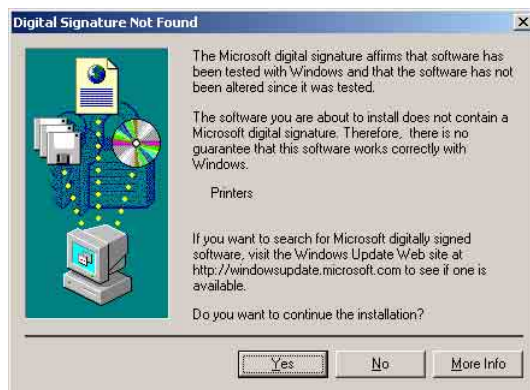 Digital Signature Not Found
The Microsoft digital signature affirms that software has
been tested with Windows and that the software has not
been altered since it was tested.
The software you are about to install does not contain a
Microsoft digital signature. Therefore, there is no
guarantee that this software works correctly with
Windows.
Printers
If you want to search for Microsoft digitally signed
software, visit the Windows Update Web site at
http://windowsupdate.microsoft.com to see if one is
available.
Do you want to continue the installation?
Yes No More Info